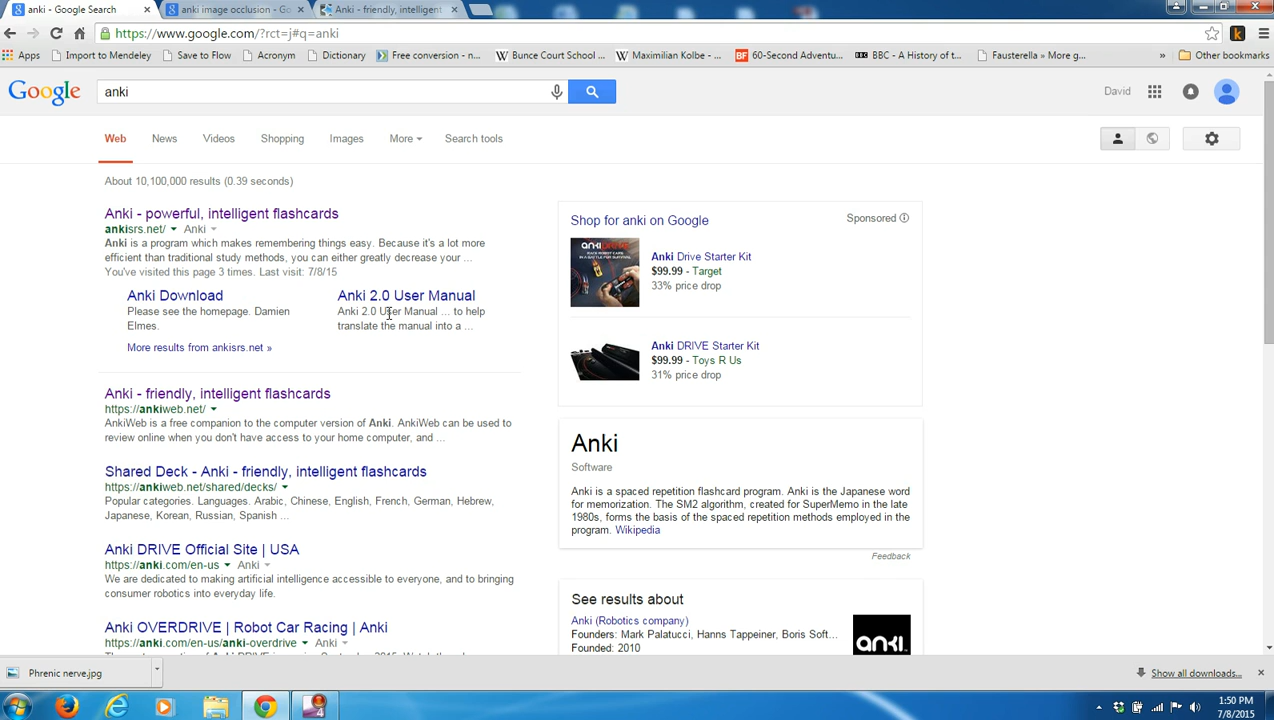 anki - Google Search
anki image occlusion - Go
Anki - friendly, intelligent
https://www.google.com/?rct=j#q=anki
Apps
Import to Mendeley
Save to Flow
Acronym
Dictionary
Free conversion - n...
Bunce Court School ...
Maximilian Kolbe - ...
60-Second Adventu...
BBC - A History of t...
Fausterella » More g...
»
Other bookmarks
Google
anki
David
Web
News
Videos
Shopping
Images
More
Search tools
About 10,100,000 results (0.39 seconds)
Anki - powerful, intelligent flashcards
ankisrs.net/
Anki
Anki is a program which makes remembering things easy. Because it's a lot more
efficient than traditional study methods, you can either greatly decrease your ...
You've visited this page 3 times. Last visit: 7/8/15
Anki Download
Please see the homepage. Damien
Elmes.
Anki 2.0 User Manual
Anki 2.0 User Manual ... to help
translate the manual into a ...
More results from ankisrs.net »
Anki - friendly, intelligent flashcards
https://ankiweb.net/
AnkiWeb is a free companion to the computer version of Anki. AnkiWeb can be used to
review online when you don't have access to your home computer, and ...
Shared Deck - Anki - friendly, intelligent flashcards
https://ankiweb.net/shared/decks/
Popular categories. Languages. Arabic, Chinese, English, French, German, Hebrew,
Japanese, Korean, Russian, Spanish ...
Anki DRIVE Official Site | USA
https://anki.com/en-us
Anki
We are dedicated to making artificial intelligence accessible to everyone, and to bringing
consumer robotics into everyday life.
Anki OVERDRIVE | Robot Car Racing | Anki
https://anki.com/en-us/anki-overdrive
Anki
Shop for anki on Google
Sponsored
ANKI DRIVE
Anki Drive Starter Kit
$99.99 - Target
33% price drop
Anki DRIVE Starter Kit
$99.99 - Toys R Us
31% price drop
Anki
Software
Anki is a spaced repetition flashcard program. Anki is the Japanese word
for memorization. The SM2 algorithm, created for SuperMemo in the late
1980s, forms the basis of the spaced repetition methods employed in the
program. Wikipedia
Feedback
See results about
Anki (Robotics company)
Founders: Mark Palatucci, Hanns Tappeiner, Boris Soft...
Founded: 2010
anki
Phrenic nerve.jpg
Show all downloads...
1:50 PM
7/8/2015